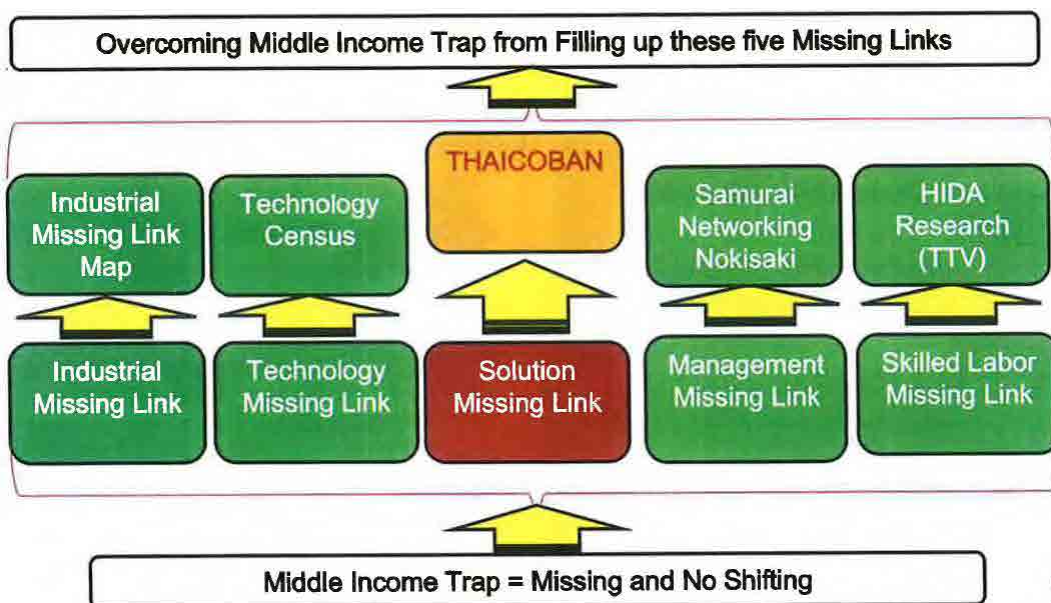 Overcoming Middle Income Trap from Filling up these five Missing Links
THAICOBAN
Industrial
Missing Link
Map
Technology
Census
Samurai
Networking
Nokisaki
HIDA
Research
(TTV)
Industrial
Missing Link
Technology
Missing Link
Solution
Missing Link
Management
Missing Link
Skilled Labor
Missing Link
Middle Income Trap = Missing and No Shifting